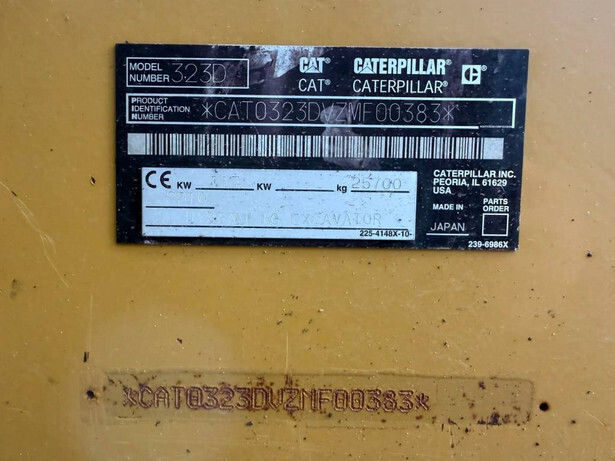 MODEL NUMBER 323D CAT® CATERPILLAR® C®
CAT® CATERPILLAR®
PRODUCT IDENTIFICATION NUMBER *CAT0323DVZMF00383*
CE KW KW kg 25700
EXCAVATOR
225-4148X-10-
CATERPILLAR INC.
PEORIA, IL 61629
USA
MADE IN
JAPAN
PARTS ORDER
239-6986X
*CAT0323DVZMF00383*